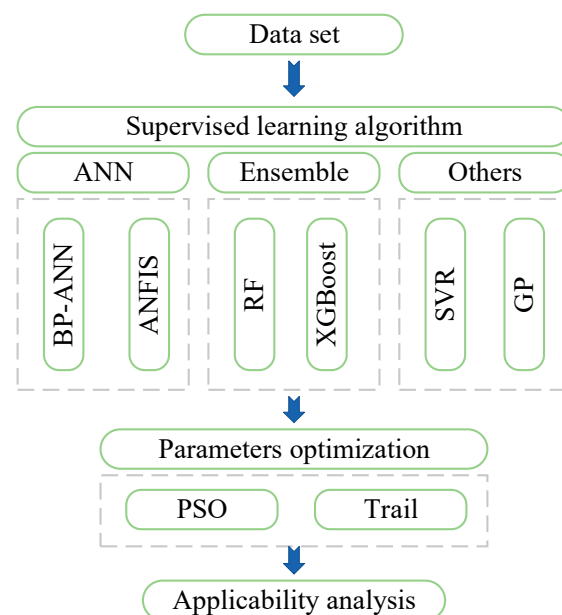 Data set
Supervised learning algorithm
ANN
Ensemble
Others
BP-ANN
ANFIS
RF
XGBoost
SVR
GP
Parameters optimization
PSO
Trail
Applicability analysis